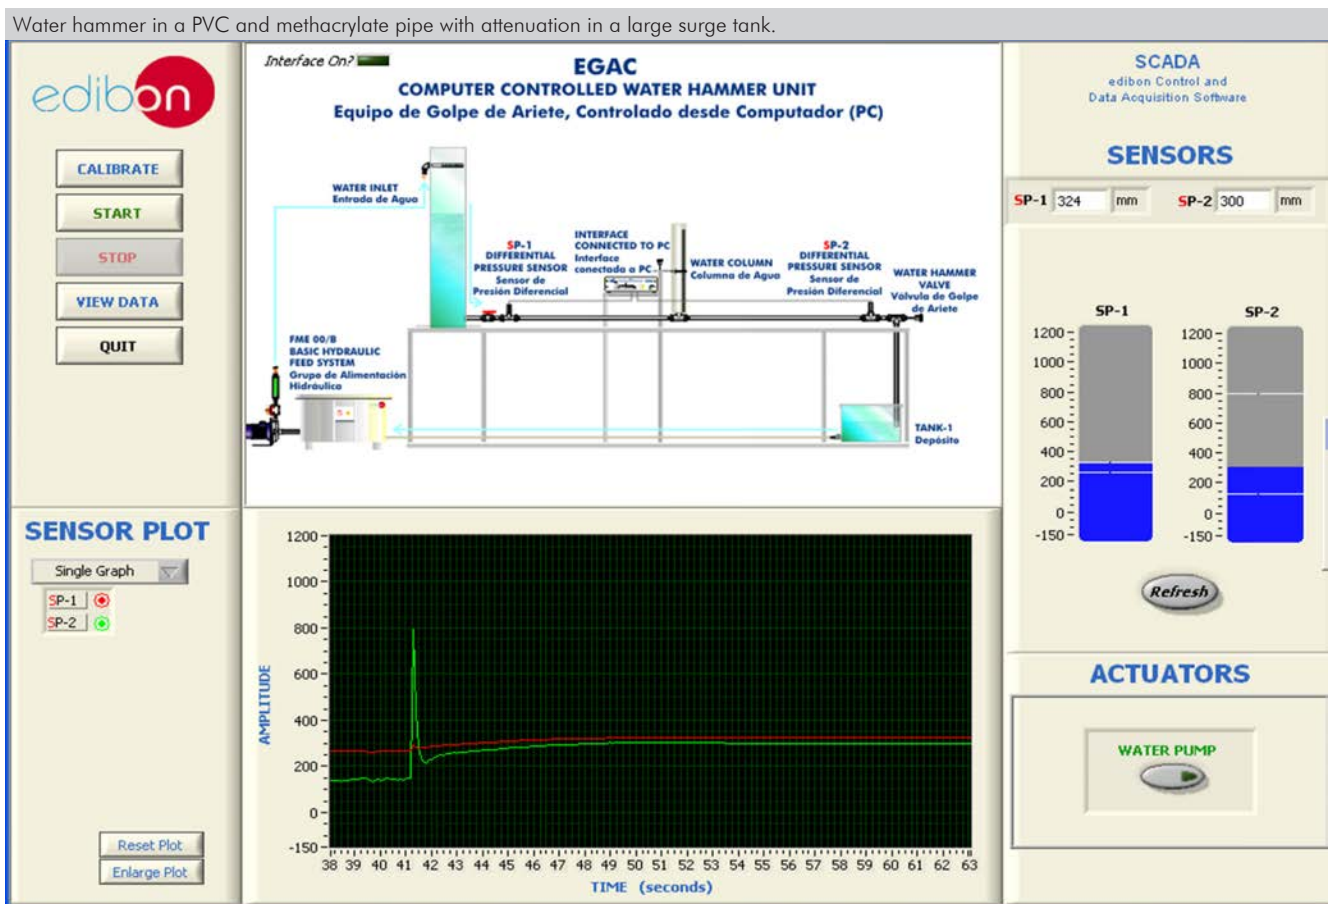 Water hammer in a PVC and methacrylate pipe with attenuation in a large surge tank.
edibon
CALIBRATE
START
STOP
VIEW DATA
QUIT
Interface On?
EGAC
COMPUTER CONTROLLED WATER HAMMER UNIT
Equipo de Golpe de Ariete, Controlado desde Computador (PC)
WATER INLET
Entrada de Agua
SP-1
DIFFERENTIAL
PRESSURE SENSOR
Sensor de
Presión Diferencial
INTERFACE
CONNECTED TO PC
Interface
conectada a PC
WATER COLUMN
Columna de Agua
SP-2
DIFFERENTIAL
PRESSURE SENSOR
Sensor de
Presión Diferencial
WATER HAMMER
VALVE
Válvula de Golpe
de Ariete
FME 00/B
BASIC HYDRAULIC
FEED SYSTEM
Grupo de Alimentación
Hidráulico
TANK-1
Depósito
SCADA
edibon Control and
Data Acquisition Software
SENSORS
SP-1 324 mm SP-2 300 mm
SP-1
1200
1000
800
600
400
200
0
-150
SP-2
1200
1000
800
600
400
200
0
-150
Refresh
SENSOR PLOT
Single Graph
SP-1
SP-2
Reset Plot
Enlarge Plot
AMPLITUDE
1200
1000
800
600
400
200
0
-150
38 39 40 41 42 43 44 45 46 47 48 49 50 51 52 53 54 55 56 57 58 59 60 61 62 63
TIME (seconds)
ACTUATORS
WATER PUMP